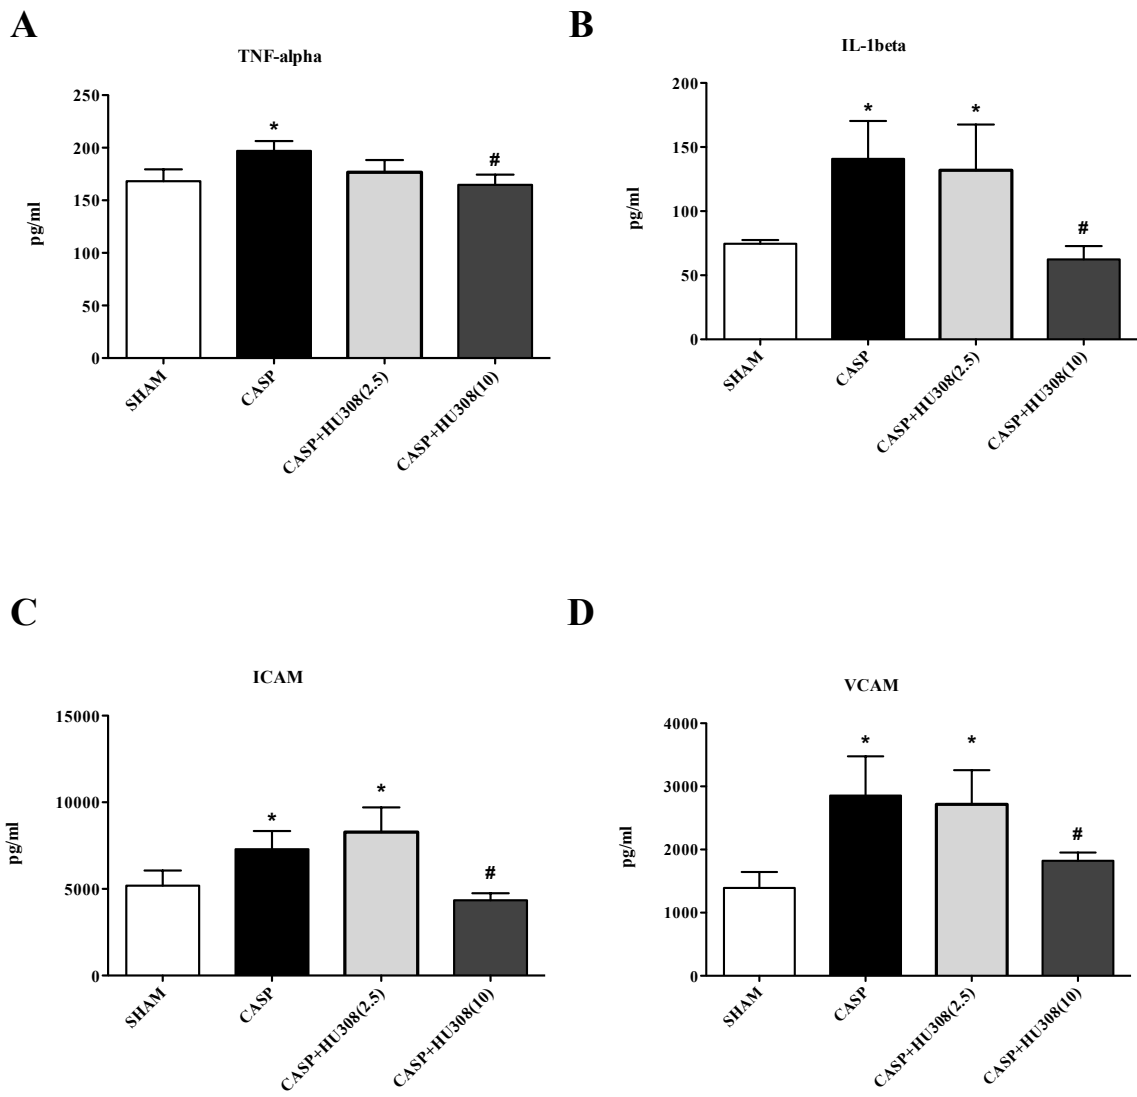 A
TNF-alpha
pg/ml
250
200
150
100
50
0
*
#
SHAM
CASP
CASP+HU308(2.5)
CASP+HU308(10)
B
IL-1beta
pg/ml
200
150
100
50
0
*
*
#
SHAM
CASP
CASP+HU308(2.5)
CASP+HU308(10)
C
ICAM
pg/ml
15000
10000
5000
0
*
*
#
SHAM
CASP
CASP+HU308(2.5)
CASP+HU308(10)
D
VCAM
pg/ml
4000
3000
2000
1000
0
*
*
#
SHAM
CASP
CASP+HU308(2.5)
CASP+HU308(10)